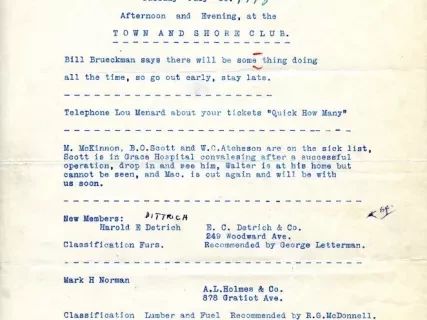 Afternoon and Evening, at the
TOWN AND SHORE CLUB.
Bill Brueckman says there will be some thing doing
all the time, so go out early, stay late.
Telephone Lou Menard about your tickets "Quick How Many"
M. McKinnon, B.O.Scott and W.C.Atcheson are on the sick list,
Scott is in Grace Hospital convalesing after a successful
operation, drop in and see him, Walter is at his home but
cannot be seen, and Mac. is out again and will be with
us soon.
New Members: DITTRICH
Harold E Detrich E. C. Detrich & Co.
249 Woodward Ave.
Classification Furs. Recommended by George Letterman.
Mark H Norman
A.L.Holmes & Co.
878 Gratiot Ave.
Classification Lumber and Fuel Recommended by R.G.McDonnell.